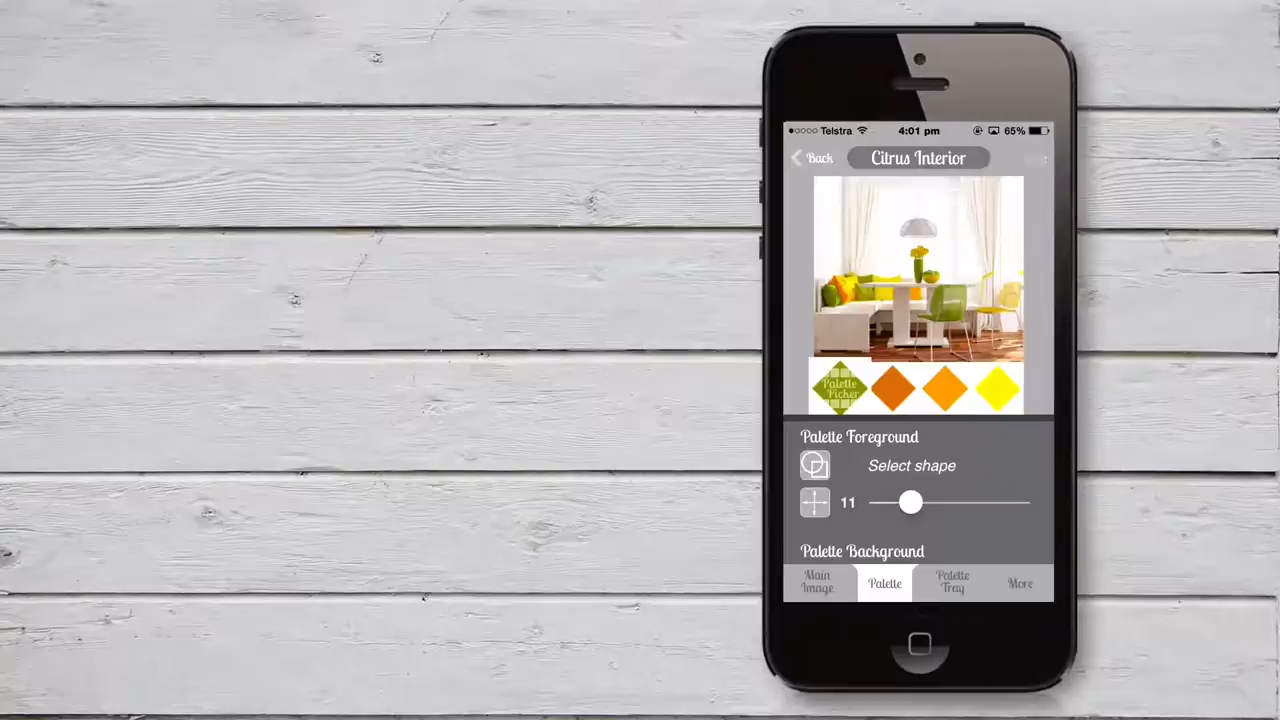 Telstra
4:01 pm
65%
Back
Citrus Interior
Palette
Picker
Palette Foreground
Select shape
11
Palette Background
Main
Image
Palette
Palette
Tray
More